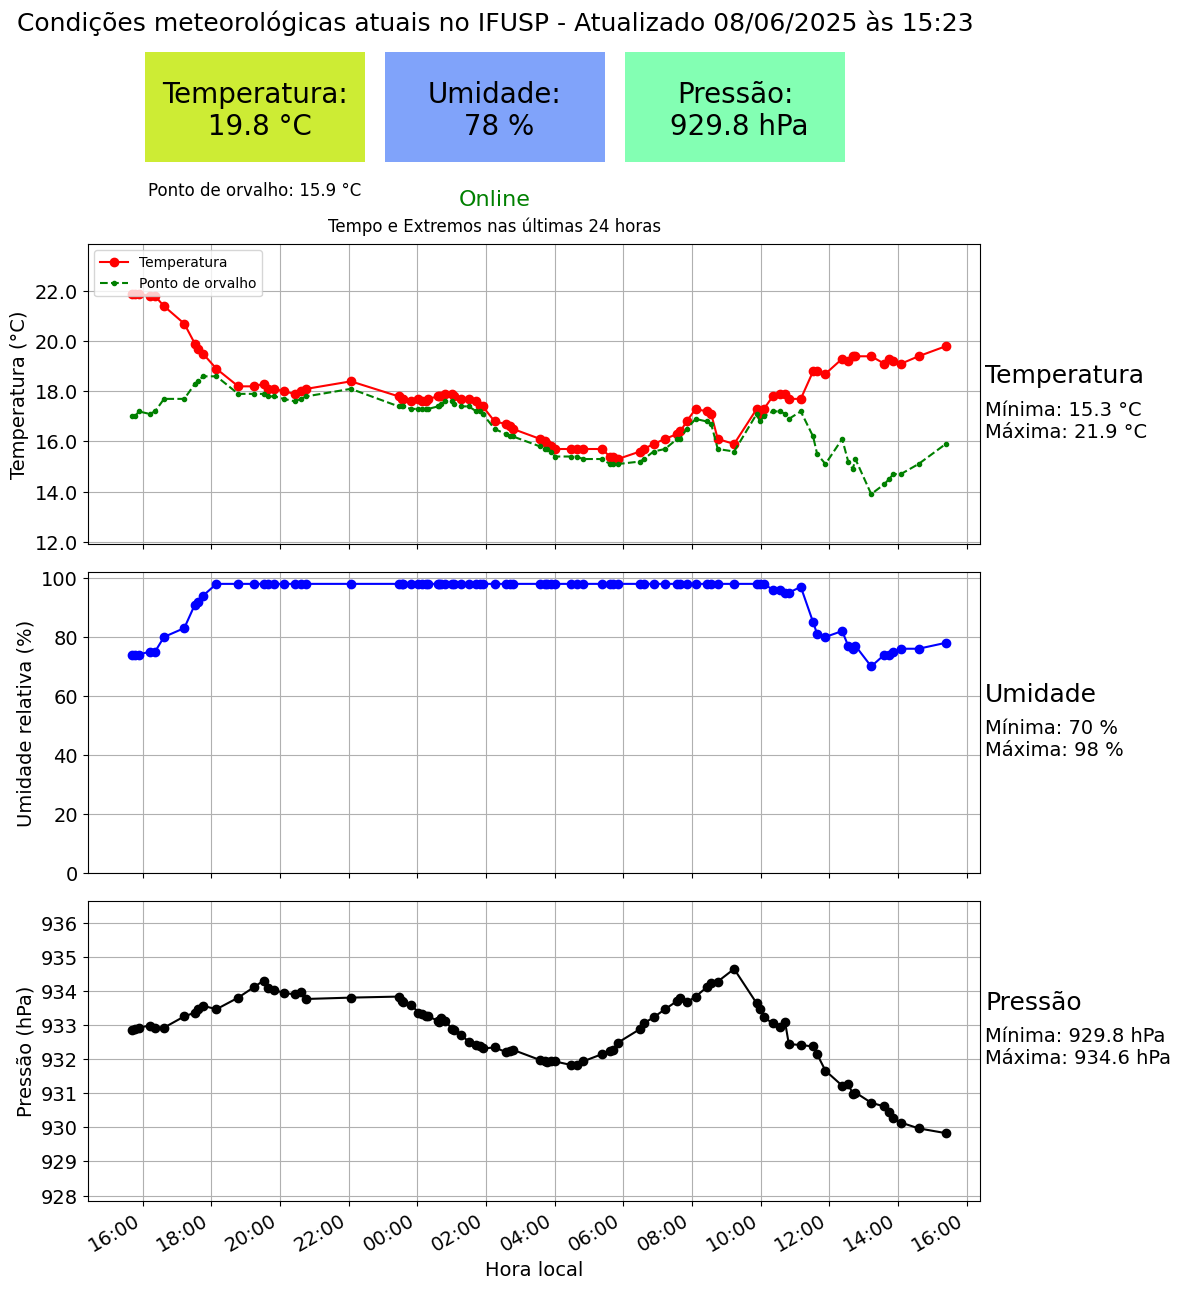 Condições meteorológicas atuais no IFUSP - Atualizado 08/06/2025 às 15:23
Temperatura:
19.8 °C
Umidade:
78 %
Pressão:
929.8 hPa
Ponto de orvalho: 15.9 °C
Online
Tempo e Extremos nas últimas 24 horas
Temperatura
Ponto de orvalho
Temperatura (°C)
22.0
20.0
18.0
16.0
14.0
12.0
Temperatura
Mínima: 15.3 °C
Máxima: 21.9 °C
Umidade relativa (%)
100
80
60
40
20
0
Umidade
Mínima: 70 %
Máxima: 98 %
Pressão (hPa)
936
935
934
933
932
931
930
929
928
Pressão
Mínima: 929.8 hPa
Máxima: 934.6 hPa
16:00 18:00 20:00 22:00 00:00 02:00 04:00 06:00 08:00 10:00 12:00 14:00 16:00
Hora local